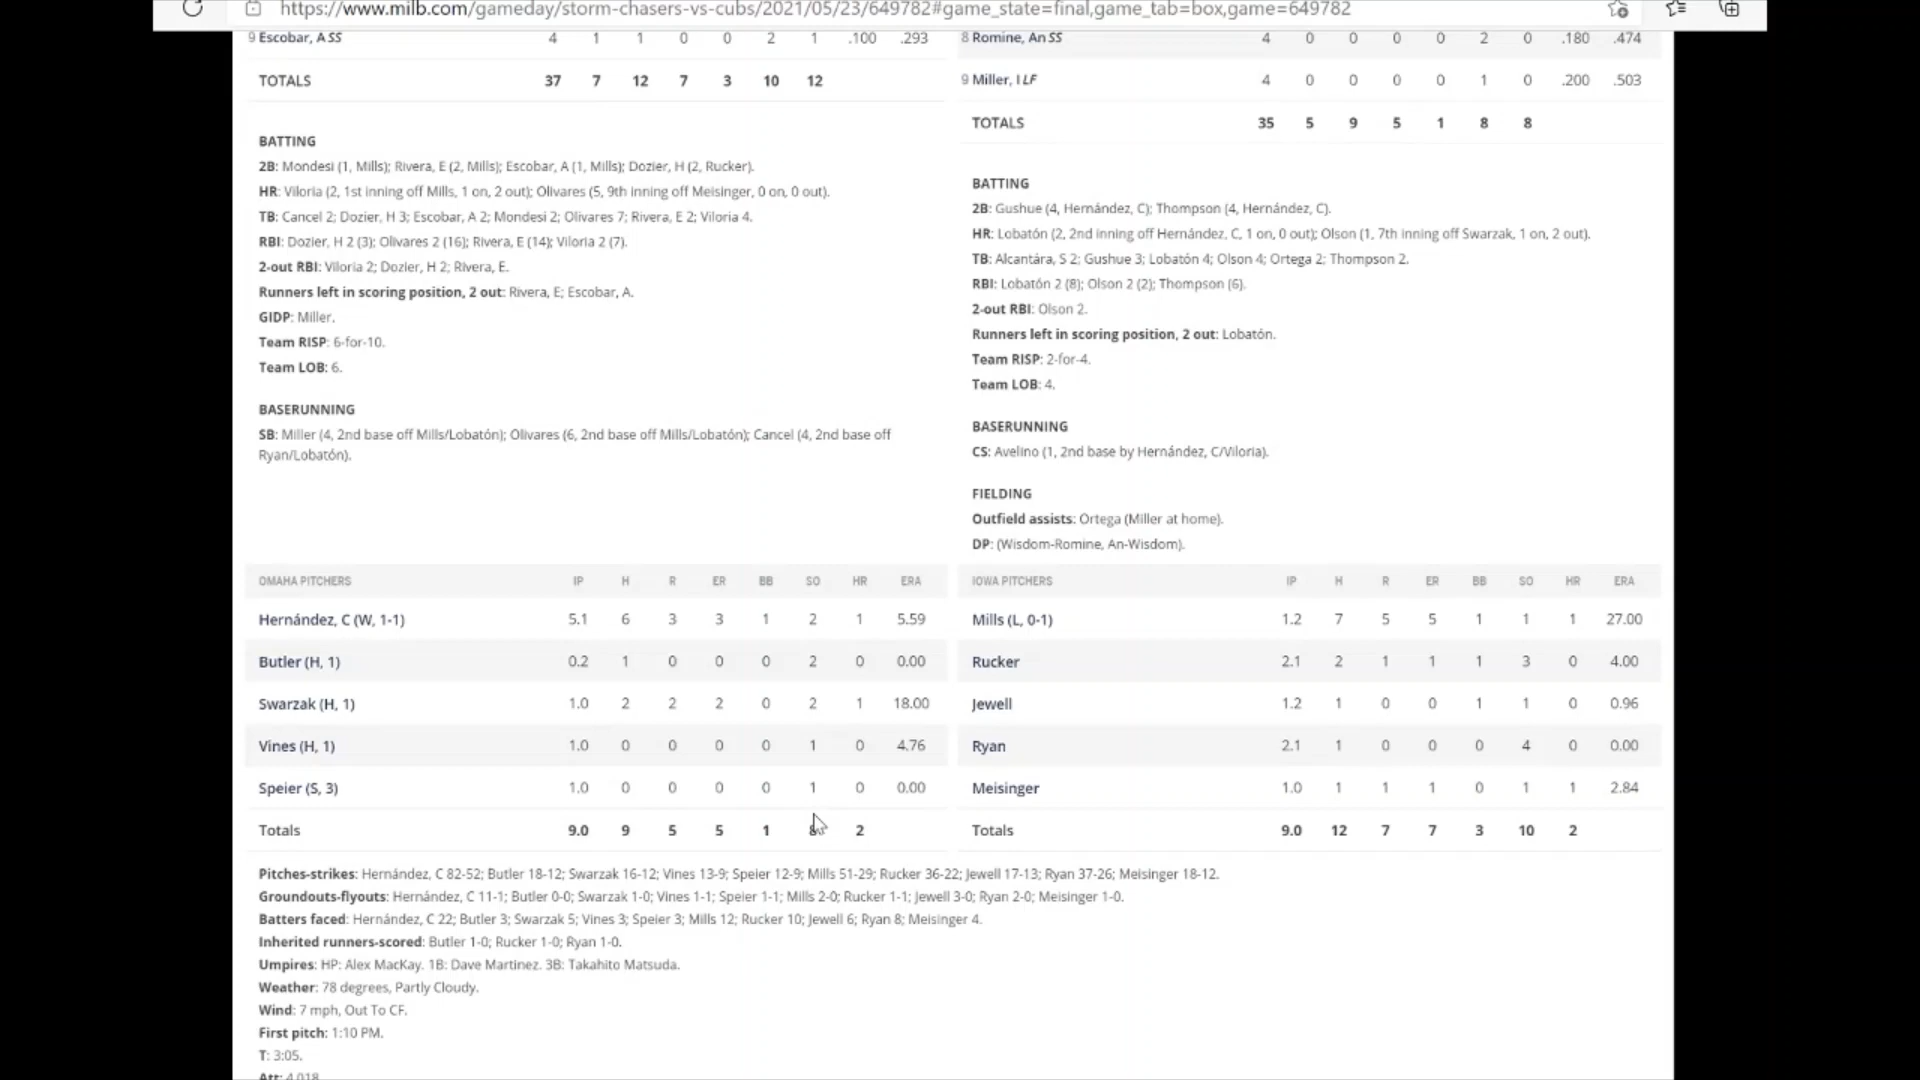 https://www.milb.com/gameday/storm-chasers-vs-cubs/2021/05/23/649782#game_state=final,game_tab=box,game=649782
9 Escobar, A SS 4 1 1 0 0 2 1 .100 .293
TOTALS 37 7 12 7 3 10 12
BATTING
2B: Mondesi (1, Mills); Rivera, E (2, Mills); Escobar, A (1, Mills); Dozier, H (2, Rucker).
HR: Viloria (2, 1st inning off Mills, 1 on, 2 out); Olivares (5, 9th inning off Meisinger, 0 on, 0 out).
TB: Cancel 2; Dozier, H 3; Escobar, A 2; Mondesi 2; Olivares 7; Rivera, E 2; Viloria 4.
RBI: Dozier, H 2 (3); Olivares 2 (16); Rivera, E (14); Viloria 2 (7).
2-out RBI: Viloria 2; Dozier, H 2; Rivera, E.
Runners left in scoring position, 2 out: Rivera, E; Escobar, A.
GIDP: Miller.
Team RISP: 6-for-10.
Team LOB: 6.
BASERUNNING
SB: Miller (4, 2nd base off Mills/Lobatón); Olivares (6, 2nd base off Mills/Lobatón); Cancel (4, 2nd base off
Ryan/Lobatón).
8 Romine, An SS 4 0 0 0 0 2 0 .180 .474
9 Miller, I LF 4 0 0 0 0 1 0 .200 .503
TOTALS 35 5 9 5 1 8 8
BATTING
2B: Gushue (4, Hernández, C); Thompson (4, Hernández, C).
HR: Lobatón (2, 2nd inning off Hernández, C, 1 on, 0 out); Olson (1, 7th inning off Swarzak, 1 on, 2 out).
TB: Alcantára, S 2; Gushue 3; Lobatón 4; Olson 4; Ortega 2; Thompson 2.
RBI: Lobatón 2 (8); Olson 2 (2); Thompson (6).
2-out RBI: Olson 2.
Runners left in scoring position, 2 out: Lobatón.
Team RISP: 2-for-4.
Team LOB: 4.
BASERUNNING
CS: Avelino (1, 2nd base by Hernández, C/Viloria).
FIELDING
Outfield assists: Ortega (Miller at home).
DP: (Wisdom-Romine, An-Wisdom).
OMAHA PITCHERS IP H R ER BB SO HR ERA
Hernández, C (W, 1-1) 5.1 6 3 3 1 2 1 5.59
Butler (H, 1) 0.2 1 0 0 0 2 0 0.00
Swarzak (H, 1) 1.0 2 2 2 0 2 1 18.00
Vines (H, 1) 1.0 0 0 0 0 1 0 4.76
Speier (S, 3) 1.0 0 0 0 0 1 0 0.00
Totals 9.0 9 5 5 1 8 2
IOWA PITCHERS IP H R ER BB SO HR ERA
Mills (L, 0-1) 1.2 7 5 5 1 1 1 27.00
Rucker 2.1 2 1 1 1 3 0 4.00
Jewell 1.2 1 0 0 1 1 0 0.96
Ryan 2.1 1 0 0 0 4 0 0.00
Meisinger 1.0 1 1 1 0 1 1 2.84
Totals 9.0 12 7 7 3 10 2
Pitches-strikes: Hernández, C 82-52; Butler 18-12; Swarzak 16-12; Vines 13-9; Speier 12-9; Mills 51-29; Rucker 36-22; Jewell 17-13; Ryan 37-26; Meisinger 18-12.
Groundouts-flyouts: Hernández, C 11-1; Butler 0-0; Swarzak 1-0; Vines 1-1; Speier 1-1; Mills 2-0; Rucker 1-1; Jewell 3-0; Ryan 2-0; Meisinger 1-0.
Batters faced: Hernández, C 22; Butler 3; Swarzak 5; Vines 3; Speier 3; Mills 12; Rucker 10; Jewell 6; Ryan 8; Meisinger 4.
Inherited runners-scored: Butler 1-0; Rucker 1-0; Ryan 1-0.
Umpires: HP: Alex MacKay. 1B: Dave Martinez. 3B: Takahito Matsuda.
Weather: 78 degrees, Partly Cloudy.
Wind: 7 mph, Out To CF.
First pitch: 1:10 PM.
T: 3:05.
Att: 4,018.